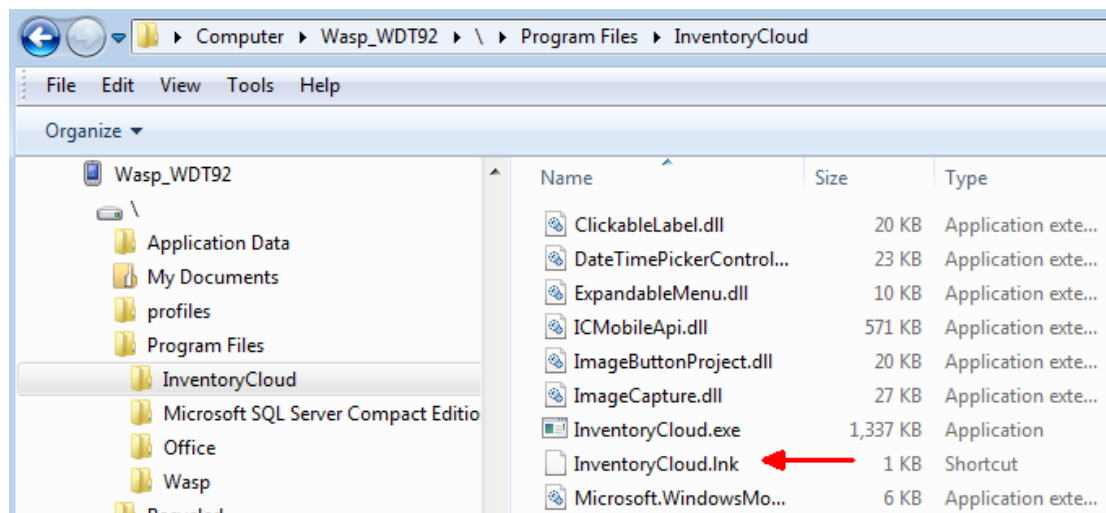 Computer Wasp_WDT92 \ Program Files InventoryCloud
File Edit View Tools Help
Organize
Wasp_WDT92
\
Application Data
My Documents
profiles
Program Files
InventoryCloud
Microsoft SQL Server Compact Editio
Office
Wasp
Recycled
Name Size Type
ClickableLabel.dll 20 KB Application exte...
DateTimePickerControl... 23 KB Application exte...
ExpandableMenu.dll 10 KB Application exte...
ICMobileApi.dll 571 KB Application exte...
ImageButtonProject.dll 20 KB Application exte...
ImageCapture.dll 27 KB Application exte...
InventoryCloud.exe 1,337 KB Application
InventoryCloud.lnk 1 KB Shortcut
Microsoft.WindowsMo... 6 KB Application exte...